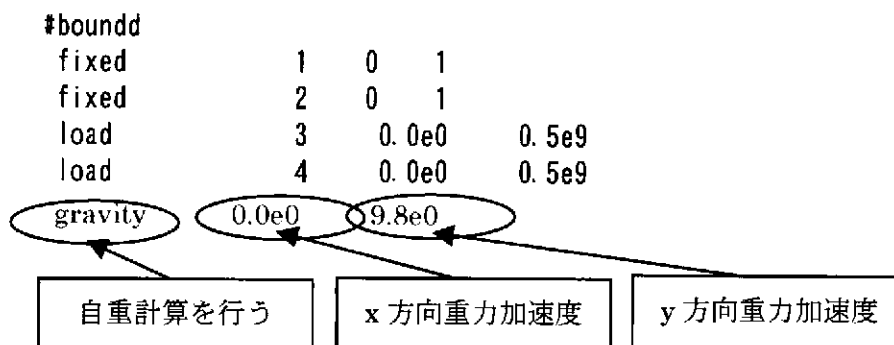 #boundd
fixed 1 0 1
fixed 2 0 1
load 3 0.0e0 0.5e9
load 4 0.0e0 0.5e9
gravity 0.0e0 9.8e0
自重計算を行う x 方向重力加速度 y 方向重力加速度